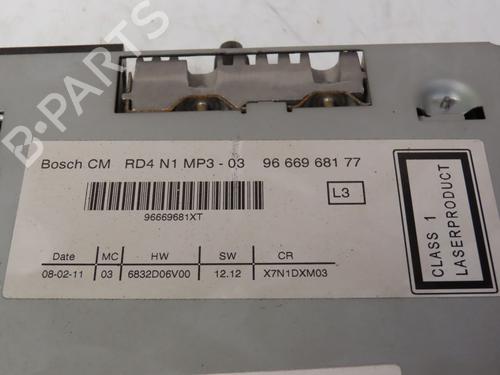 B-PARTS
Bosch CM RD4 N1 MP3 - 03 96 669 681 77
L3
96669681XT
Date MC HW SW CR
08-02-11 03 6832D06V00 12.12 X7N1DXM03
CLASS 1
LASERPRODUCT